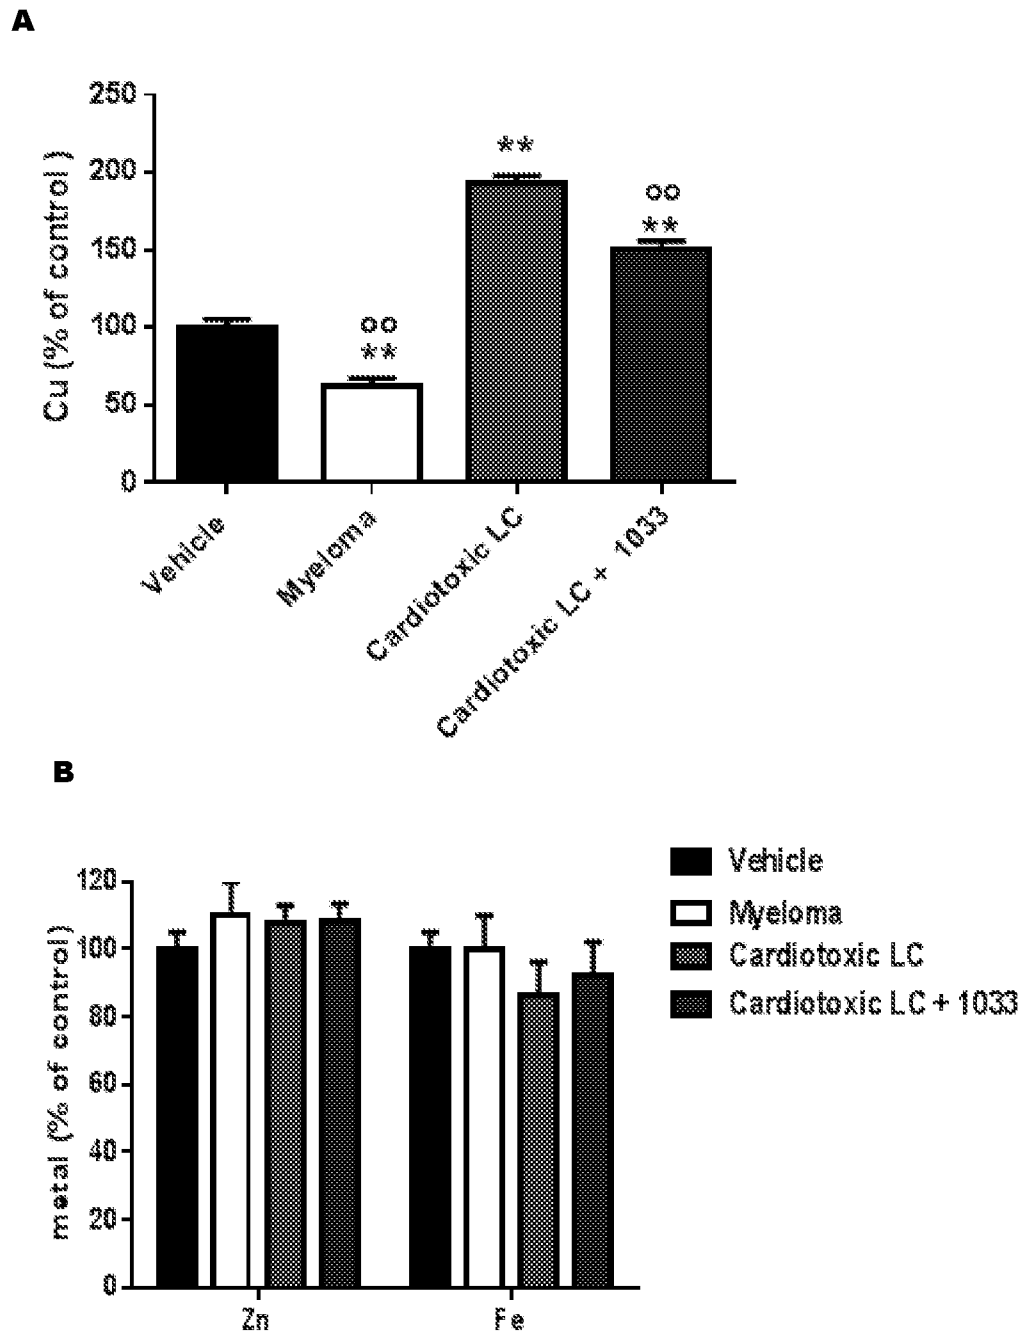 A
250
200
150
100
50
0
Cu (% of control)
**
oo
**
oo
**
Vehicle
Myeloma
Cardiotoxic LC
Cardiotoxic LC + 1033
B
120
100
80
60
40
20
0
metal (% of control)
Zn
Fe
Vehicle
Myeloma
Cardiotoxic LC
Cardiotoxic LC + 1033